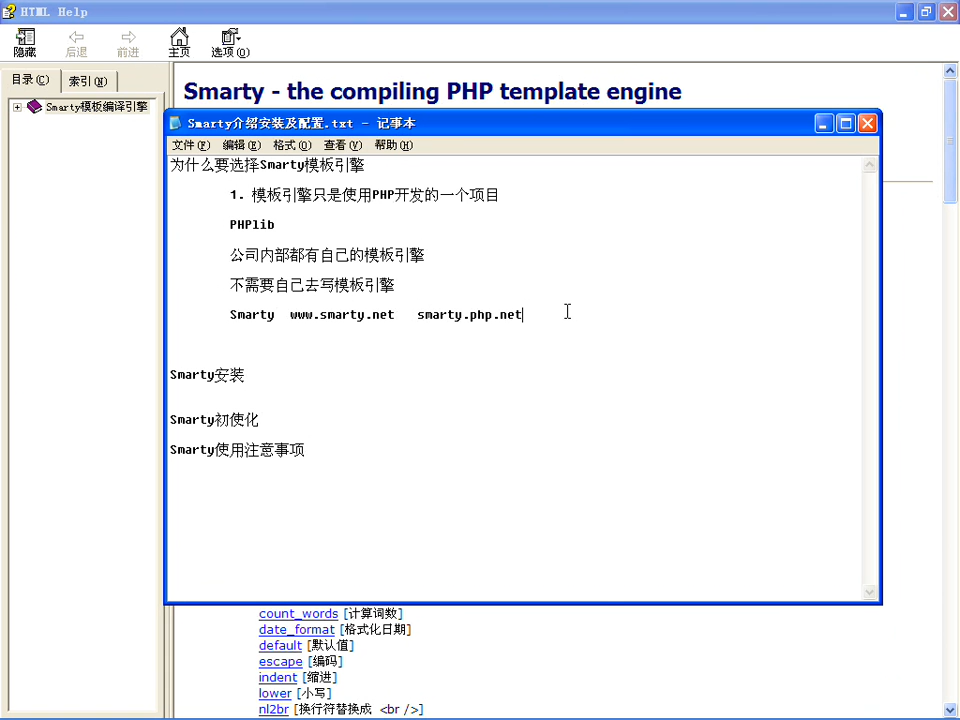 HTML Help
隐藏 后退 前进 主页 选项(O)
目录(C) 索引(N)
Smarty模板编译引擎
Smarty - the compiling PHP template engine
Smarty介绍安装及配置.txt - 记事本
文件(F) 编辑(E) 格式(O) 查看(V) 帮助(H)
为什么要选择Smarty模板引擎
1. 模板引擎只是使用PHP开发的一个项目
PHPlib
公司内部都有自己的模板引擎
不需要自己去写模板引擎
Smarty www.smarty.net smarty.php.net
Smarty安装
Smarty初使化
Smarty使用注意事项
count_words [计算词数]
date_format [格式化日期]
default [默认值]
escape [编码]
indent [缩进]
lower [小写]
nl2br [换行符替换成 <br />]